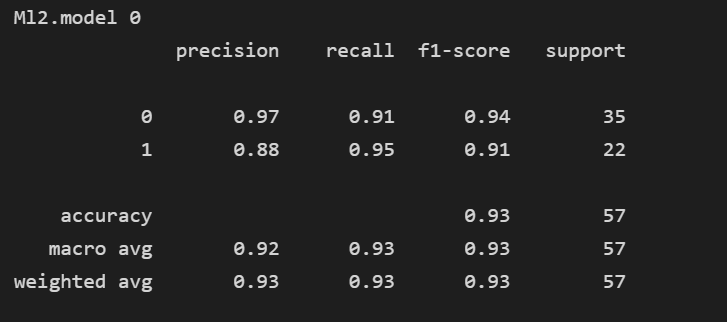 Ml2.model 0
precision recall f1-score support
0 0.97 0.91 0.94 35
1 0.88 0.95 0.91 22
accuracy 0.93 57
macro avg 0.92 0.93 0.93 57
weighted avg 0.93 0.93 0.93 57